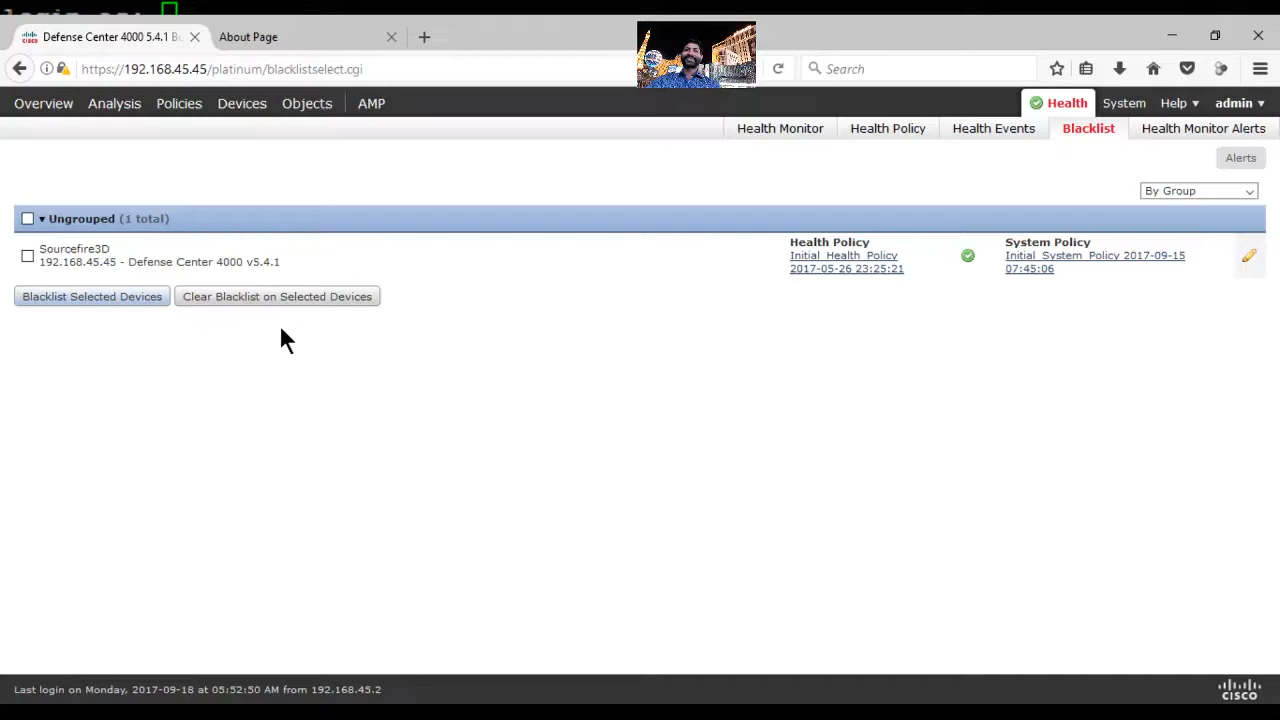 Defense Center 4000 5.4.1 B
About Page
https://192.168.45.45/platinum/blacklistselect.cgi
Search
Overview Analysis Policies Devices Objects AMP
Health System Help admin
Health Monitor Health Policy Health Events Blacklist Health Monitor Alerts
Alerts
By Group
Ungrouped (1 total)
Sourcefire3D
192.168.45.45 - Defense Center 4000 v5.4.1
Health Policy
Initial_Health_Policy
2017-05-26 23:25:21
System Policy
Initial_System_Policy 2017-09-15
07:45:06
Blacklist Selected Devices Clear Blacklist on Selected Devices
Last login on Monday, 2017-09-18 at 05:52:50 AM from 192.168.45.2
CISCO